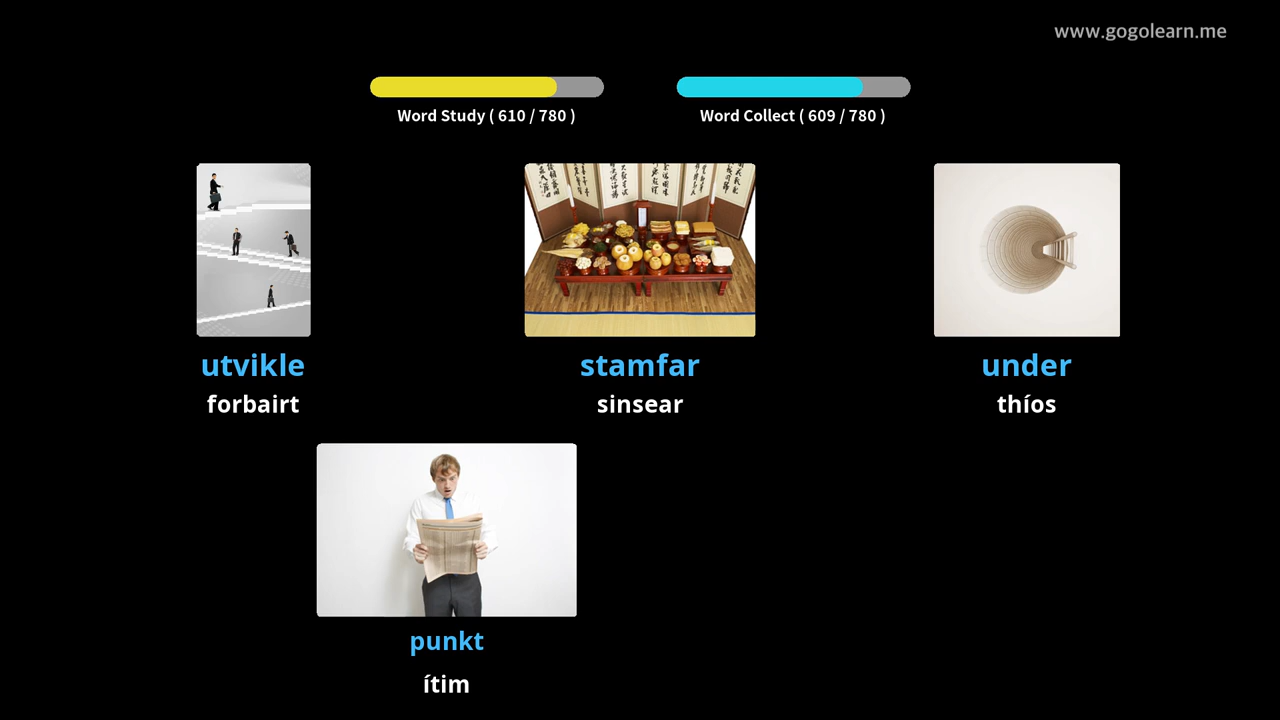 www.gogolearn.me
Word Study ( 610 / 780 )
Word Collect ( 609 / 780 )
utvikle
forbairt
stamfar
sinsear
under
thíos
punkt
ítim